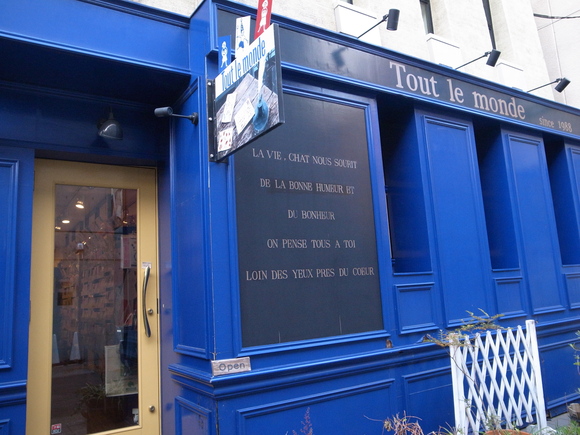 Tout le monde
Tout le monde
since 1988
LA VIE . CHAT NOUS SOURIT
DE LA BONNE HUMEUR ET
DU BONHEUR
ON PENSE TOUS A TOI
LOIN DES YEUX PRES DU COEUR
Open